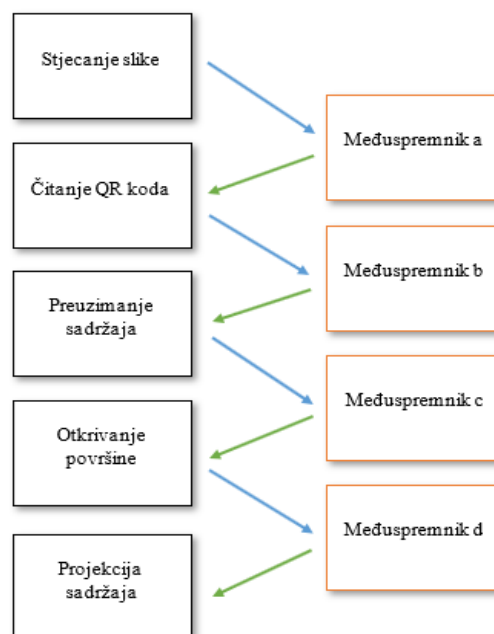 Stjecanje slike
Međuspremnik a
Čitanje QR koda
Međuspremnik b
Preuzimanje
sadržaja
Međuspremnik c
Otkrivanje
površine
Međuspremnik d
Projekcija
sadržaja